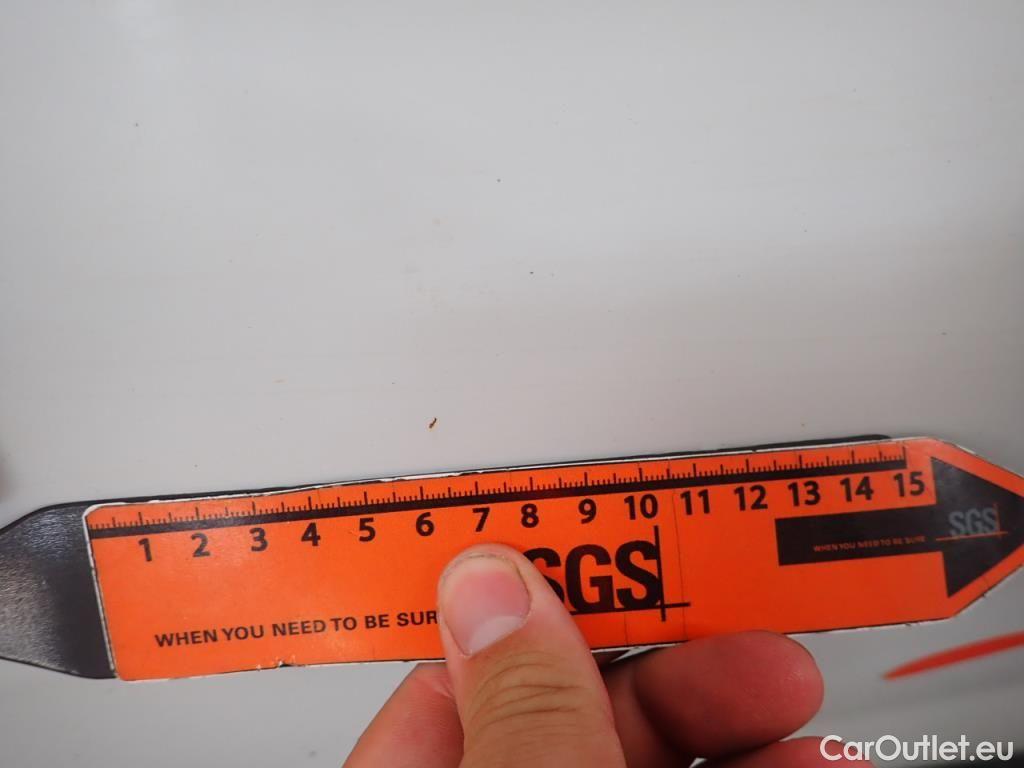 1 2 3 4 5 6 7 8 9 10 11 12 13 14 15
SGS
WHEN YOU NEED TO BE SUR
SGS
WHEN YOU NEED TO BE SURE
CarOutlet.eu